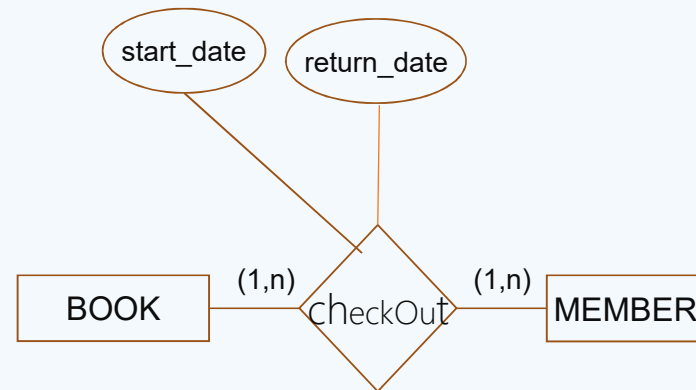 start_date
return_date
(1,n)
(1,n)
BOOK
checkOut
MEMBER